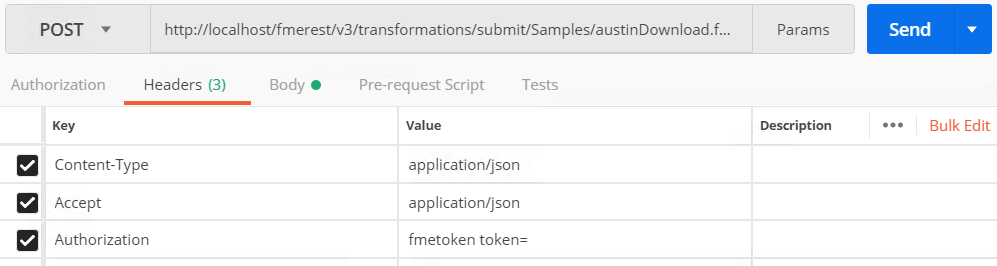 POST http://localhost/fmerest/v3/transformations/submit/Samples/austinDownload.f... Params Send
Authorization Headers (3) Body Pre-request Script Tests
Key Value Description ••• Bulk Edit
Content-Type application/json
Accept application/json
Authorization fmetoken token=